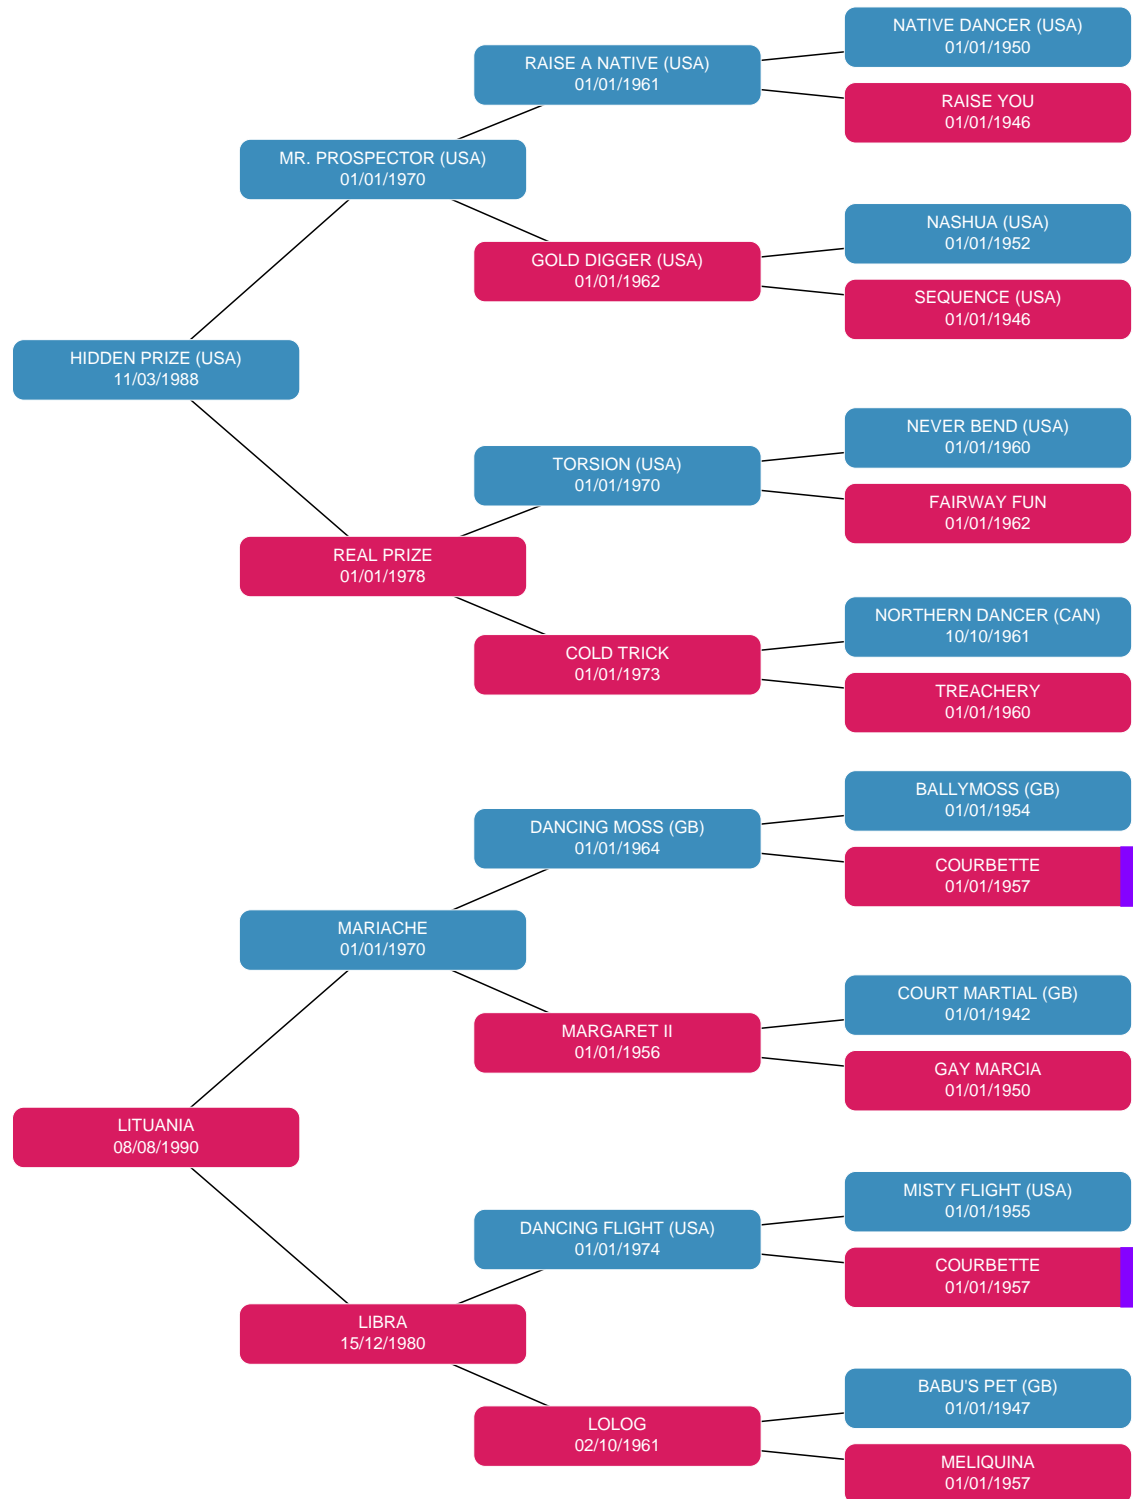 NATIVE DANCER (USA)
01/01/1950
RAISE A NATIVE (USA)
01/01/1961
RAISE YOU
01/01/1946
MR. PROSPECTOR (USA)
01/01/1970
NASHUA (USA)
01/01/1952
GOLD DIGGER (USA)
01/01/1962
SEQUENCE (USA)
01/01/1946
HIDDEN PRIZE (USA)
11/03/1988
NEVER BEND (USA)
01/01/1960
TORSION (USA)
01/01/1970
FAIRWAY FUN
01/01/1962
REAL PRIZE
01/01/1978
NORTHERN DANCER (CAN)
10/10/1961
COLD TRICK
01/01/1973
TREACHERY
01/01/1960
BALLYMOSS (GB)
01/01/1954
DANCING MOSS (GB)
01/01/1964
COURBETTE
01/01/1957
MARIACHE
01/01/1970
COURT MARTIAL (GB)
01/01/1942
MARGARET II
01/01/1956
GAY MARCIA
01/01/1950
LITUANIA
08/08/1990
MISTY FLIGHT (USA)
01/01/1955
DANCING FLIGHT (USA)
01/01/1974
COURBETTE
01/01/1957
LIBRA
15/12/1980
BABU'S PET (GB)
01/01/1947
LOLOG
02/10/1961
MELIQUINA
01/01/1957